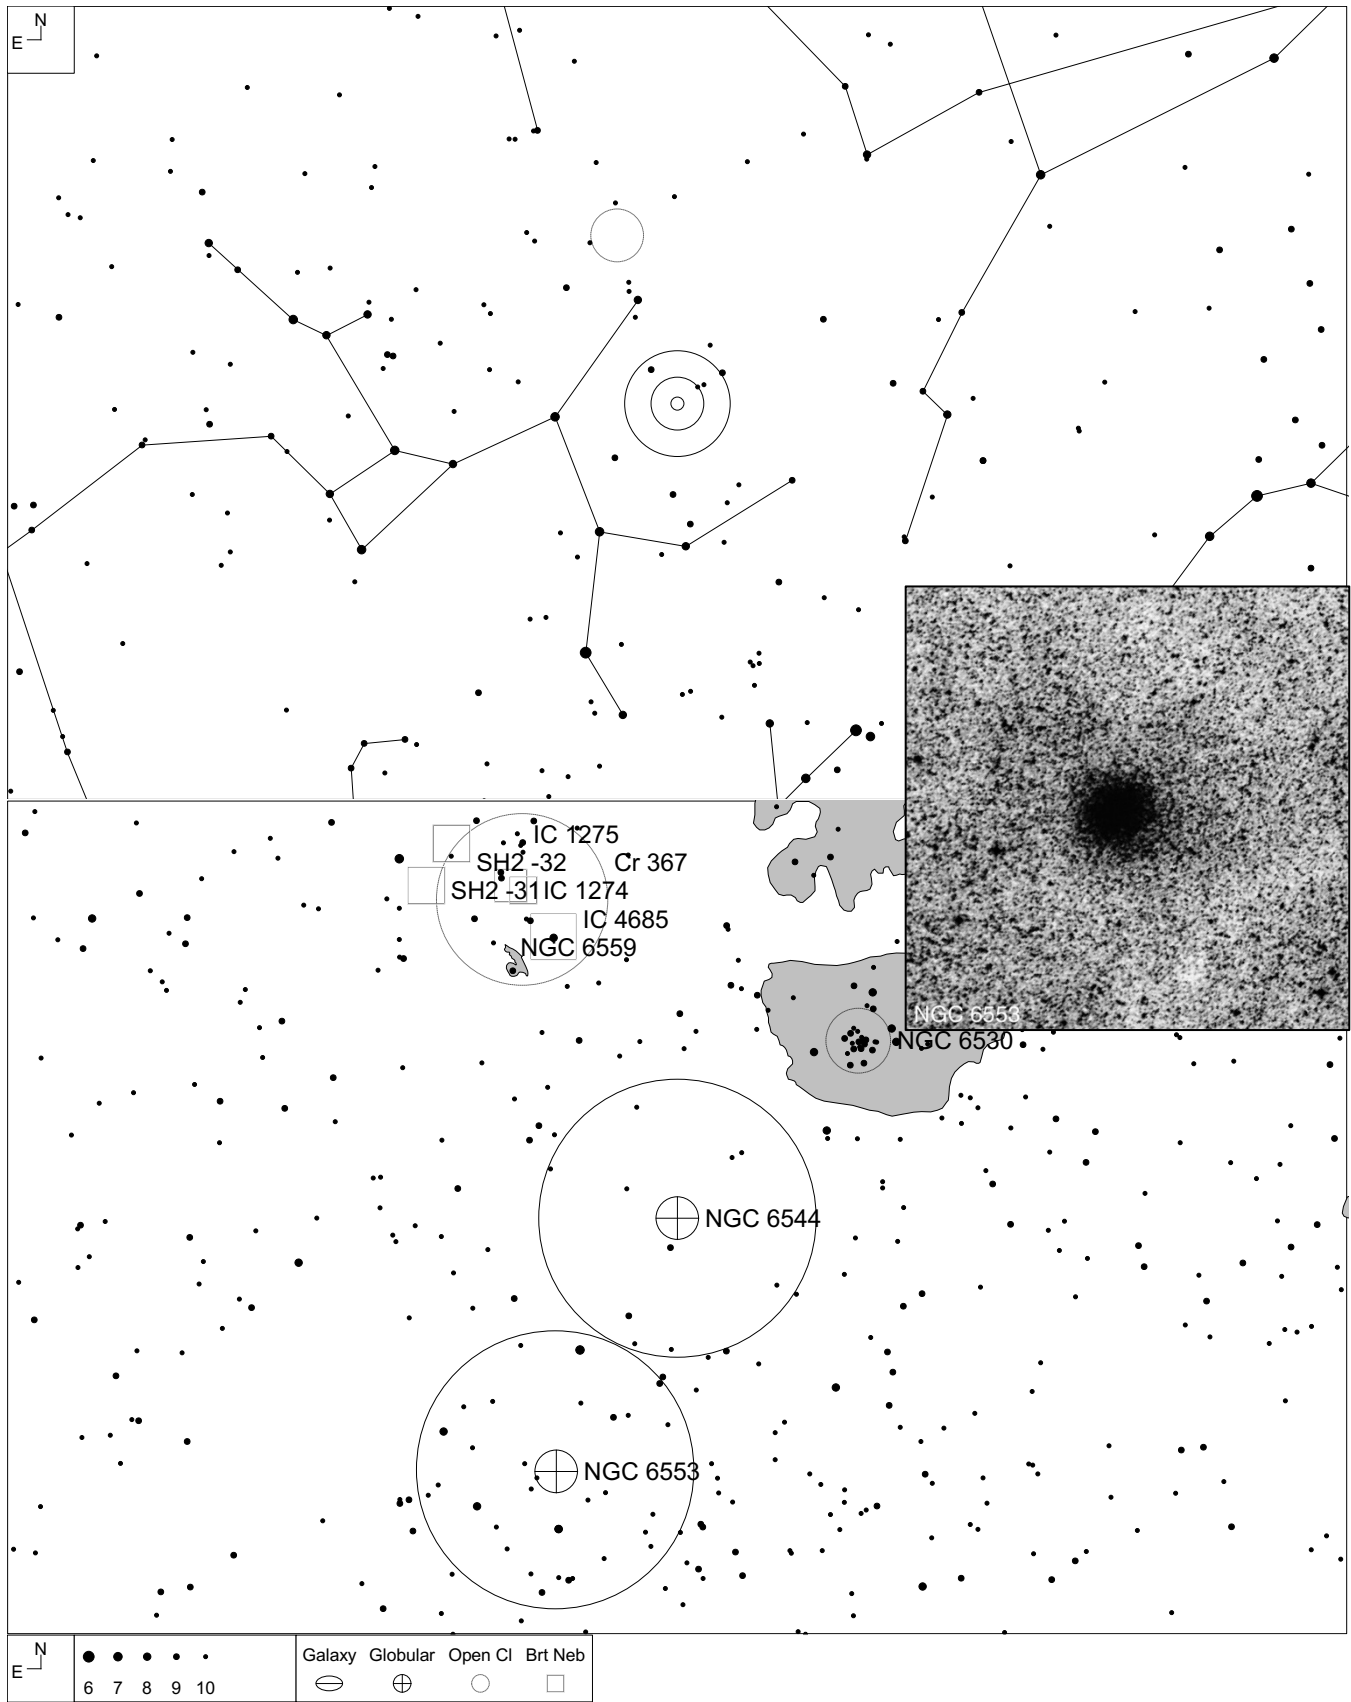 N
E
IC 1275
SH2 -32
Cr 367
SH2 -31
IC 1274
IC 4685
NGC 6559
NGC 6553
NGC 6530
NGC 6544
NGC 6553
N
E
6 7 8 9 10
Galaxy Globular Open Cl Brt Neb